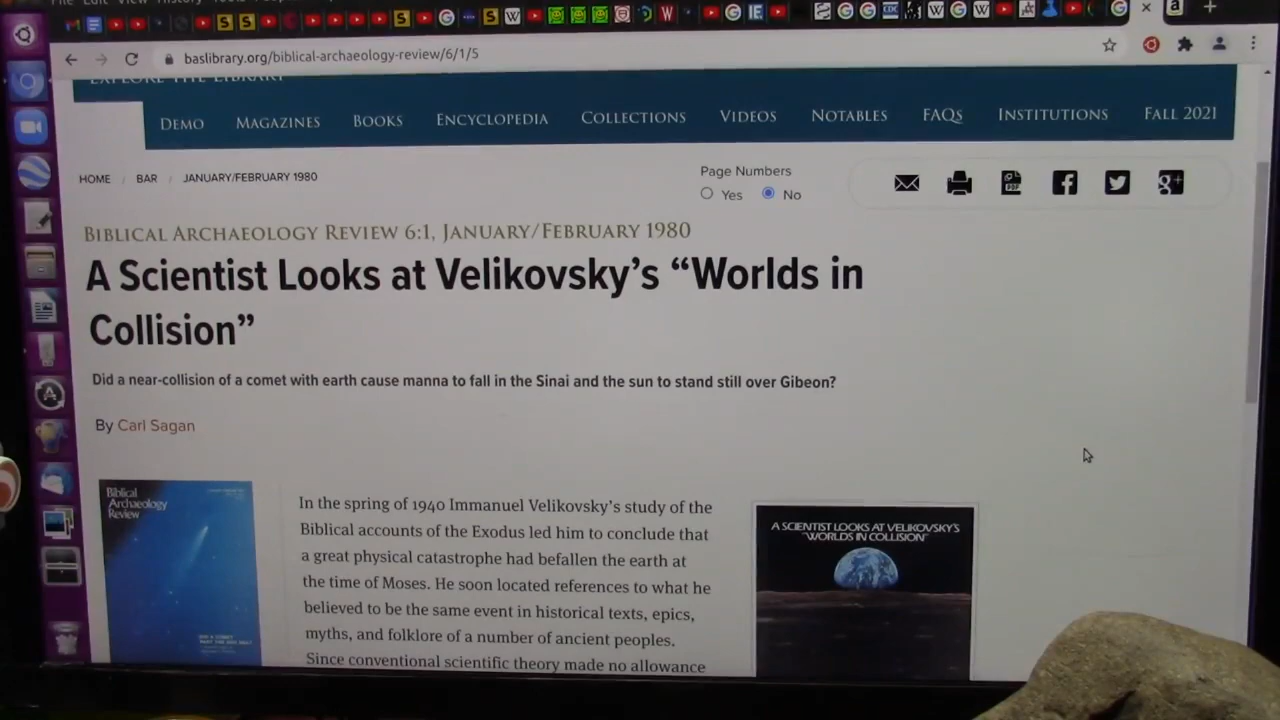 baslibrary.org/biblical-archaeology-review/6/1/5
EXPLORE THE LIBRARY
DEMO MAGAZINES BOOKS ENCYCLOPEDIA COLLECTIONS VIDEOS NOTABLES FAQS INSTITUTIONS FALL 2021
HOME / BAR / JANUARY/FEBRUARY 1980
Page Numbers
Yes No
BIBLICAL ARCHAEOLOGY REVIEW 6:1, JANUARY/FEBRUARY 1980
A Scientist Looks at Velikovsky’s “Worlds in
Collision”
Did a near-collision of a comet with earth cause manna to fall in the Sinai and the sun to stand still over Gibeon?
By Carl Sagan
Biblical
Archaeology
Review
In the spring of 1940 Immanuel Velikovsky’s study of the
Biblical accounts of the Exodus led him to conclude that
a great physical catastrophe had befallen the earth at
the time of Moses. He soon located references to what he
believed to be the same event in historical texts, epics,
myths, and folklore of a number of ancient peoples.
Since conventional scientific theory made no allowance
A SCIENTIST LOOKS AT VELIKOVSKY'S
"WORLDS IN COLLISION"